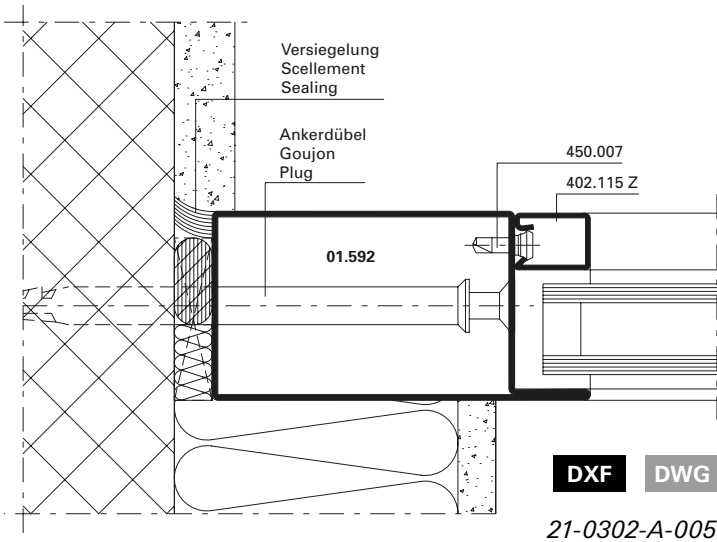 Versiegelung
Scellement
Sealing
Ankerdübel
Goujon
Plug
450.007
402.115 Z
01.592
DXF DWG
21-0302-A-005